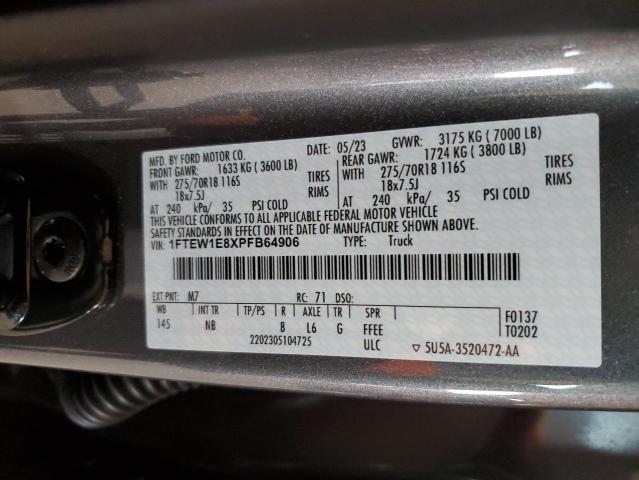 MFD. BY FORD MOTOR CO. DATE: 05/23 GVWR: 3175 KG ( 7000 LB)
FRONT GAWR: 1633 KG ( 3600 LB) REAR GAWR: 1724 KG ( 3800 LB)
WITH 275/70R18 116S TIRES WITH 275/70R18 116S TIRES
18x7.5J RIMS 18x7.5J RIMS
AT 240 kPa/ 35 PSI COLD AT 240 kPa/ 35 PSI COLD
THIS VEHICLE CONFORMS TO ALL APPLICABLE FEDERAL MOTOR VEHICLE
SAFETY STANDARDS IN EFFECT ON THE DATE OF MANUFACTURE SHOWN ABOVE.
VIN: 1FTEW1E8XPFB64906 TYPE: Truck
EXT PNT: M7 RC: 71 DSO:
WB INT TR TP/PS R AXLE TR SPR F0137
145 NB 8 L6 G FFEE T0202
2202305104725 ULC ▽ 5U5A-3520472-AA